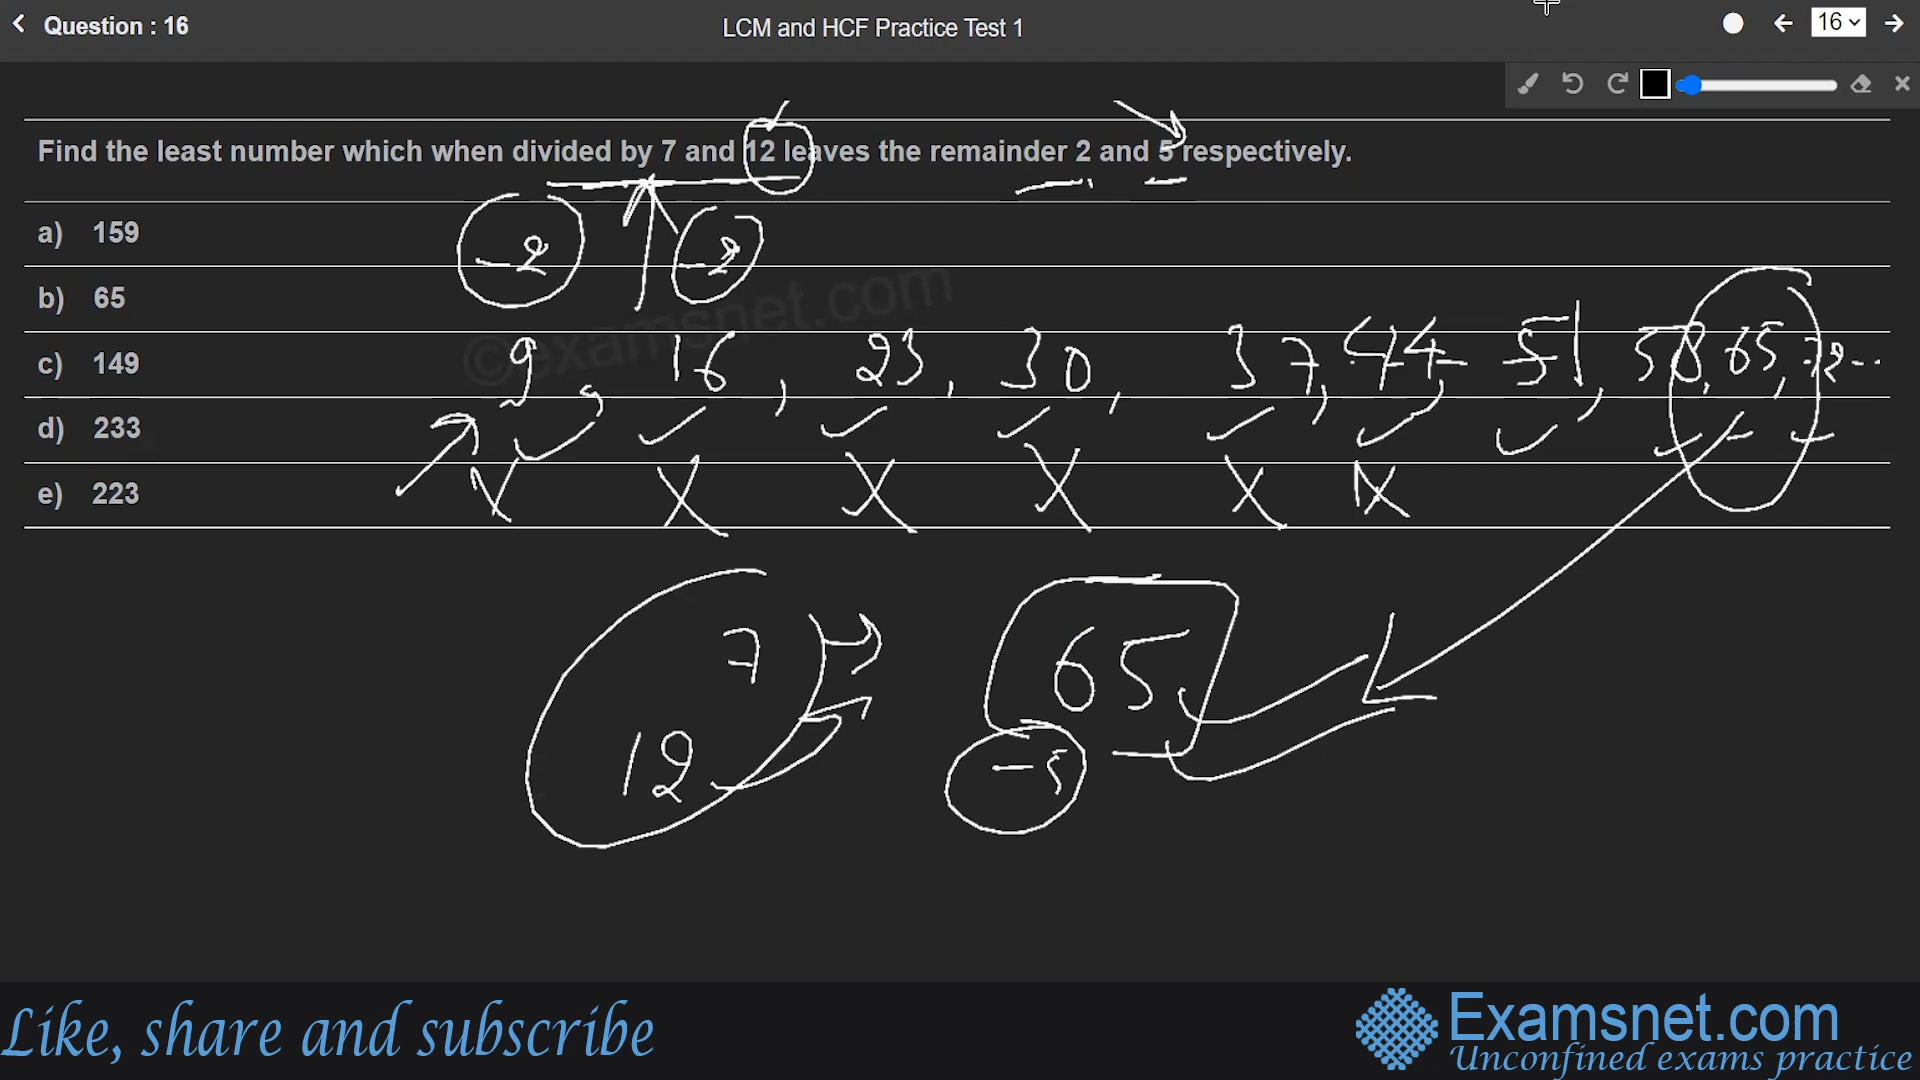 Question : 16
LCM and HCF Practice Test 1
16
Find the least number which when divided by 7 and 12 leaves the remainder 2 and 5 respectively.
a) 159
-2 -2
b) 65
©examsnet.com
c) 149
9, 16, 23, 30, 37, 44, 51, 58, 65, 72...
d) 233
e) 223
7 65
12 -5
Like, share and subscribe
Examsnet.com
Unconfined exams practice